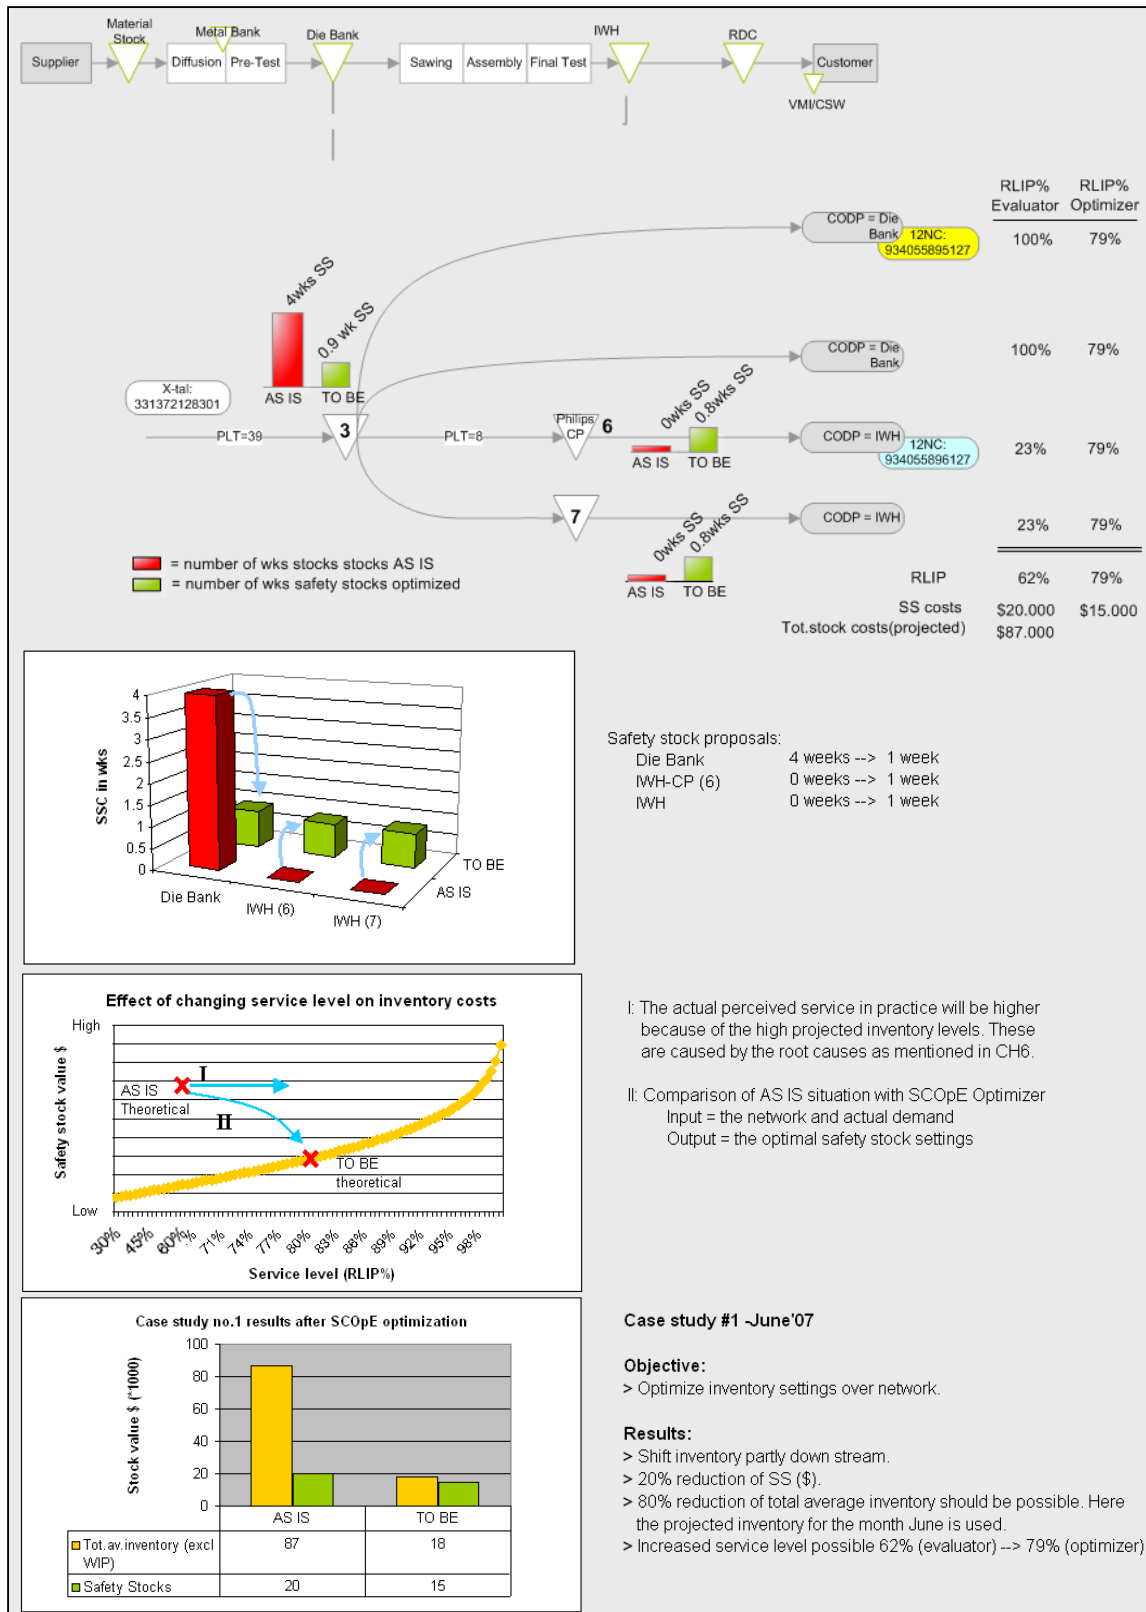 Material
Stock
Metal Bank
Die Bank
IWH
RDC
Supplier
Diffusion
Pre-Test
Sawing
Assembly
Final Test
Customer
VMI/CSW
RLIP%
Evaluator
RLIP%
Optimizer
CODP = Die
Bank
12NC:
934055895127
100%
79%
4wks SS
0.9 wk SS
CODP = Die
Bank
100%
79%
X-tal:
331372128301
AS IS
TO BE
0wks SS
0.8wks SS
PLT=39
3
PLT=8
Philips
CP
6
CODP = IWH
12NC:
934055896127
23%
79%
AS IS
TO BE
7
0wks SS
0.8wks SS
CODP = IWH
23%
79%
= number of wks stocks stocks AS IS
= number of wks safety stocks optimized
AS IS
TO BE
RLIP
62%
79%
SS costs
$20.000
$15.000
Tot.stock costs(projected)
$87.000
4
3.5
3
2.5
2
1.5
1
0.5
0
SSC in wks
Die Bank
IWH (6)
IWH (7)
AS IS
TO BE
Safety stock proposals:
Die Bank 4 weeks --> 1 week
IWH-CP (6) 0 weeks --> 1 week
IWH 0 weeks --> 1 week
Effect of changing service level on inventory costs
High
Low
Safety stock value $
I
AS IS
Theoretical
II
TO BE
theoretical
30%
45%
60%
71%
74%
77%
80%
83%
86%
89%
92%
95%
98%
Service level (RLIP%)
I: The actual perceived service in practice will be higher
because of the high projected inventory levels. These
are caused by the root causes as mentioned in CH6.
II: Comparison of AS IS situation with SCOpE Optimizer
Input = the network and actual demand
Output = the optimal safety stock settings
Case study no.1 results after SCOpE optimization
Stock value $ (*1000)
100
80
60
40
20
0
AS IS
TO BE
Tot.av.inventory (excl
WIP)
87
18
Safety Stocks
20
15
Case study #1 -June'07
Objective:
> Optimize inventory settings over network.
Results:
> Shift inventory partly down stream.
> 20% reduction of SS ($).
> 80% reduction of total average inventory should be possible. Here
the projected inventory for the month June is used.
> Increased service level possible 62% (evaluator) --> 79% (optimizer)